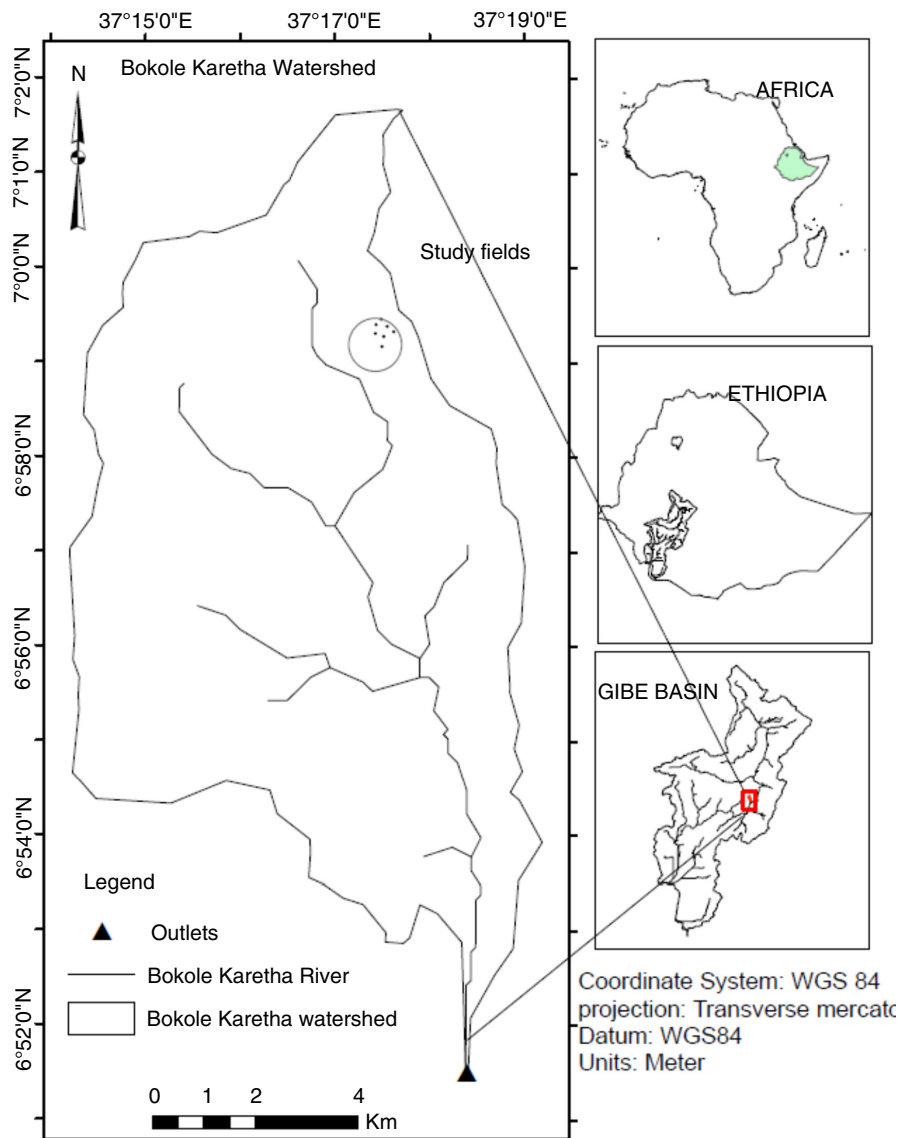 37°15'0"E 37°17'0"E 37°19'0"E
Bokole Karetha Watershed
N
7°2'0"N
7°1'0"N
7°0'0"N
6°58'0"N
6°56'0"N
6°54'0"N
6°52'0"N
Study fields
Legend
Outlets
Bokole Karetha River
Bokole Karetha watershed
0 1 2 4
Km
AFRICA
ETHIOPIA
GIBE BASIN
Coordinate System: WGS 84
projection: Transverse mercato
Datum: WGS84
Units: Meter